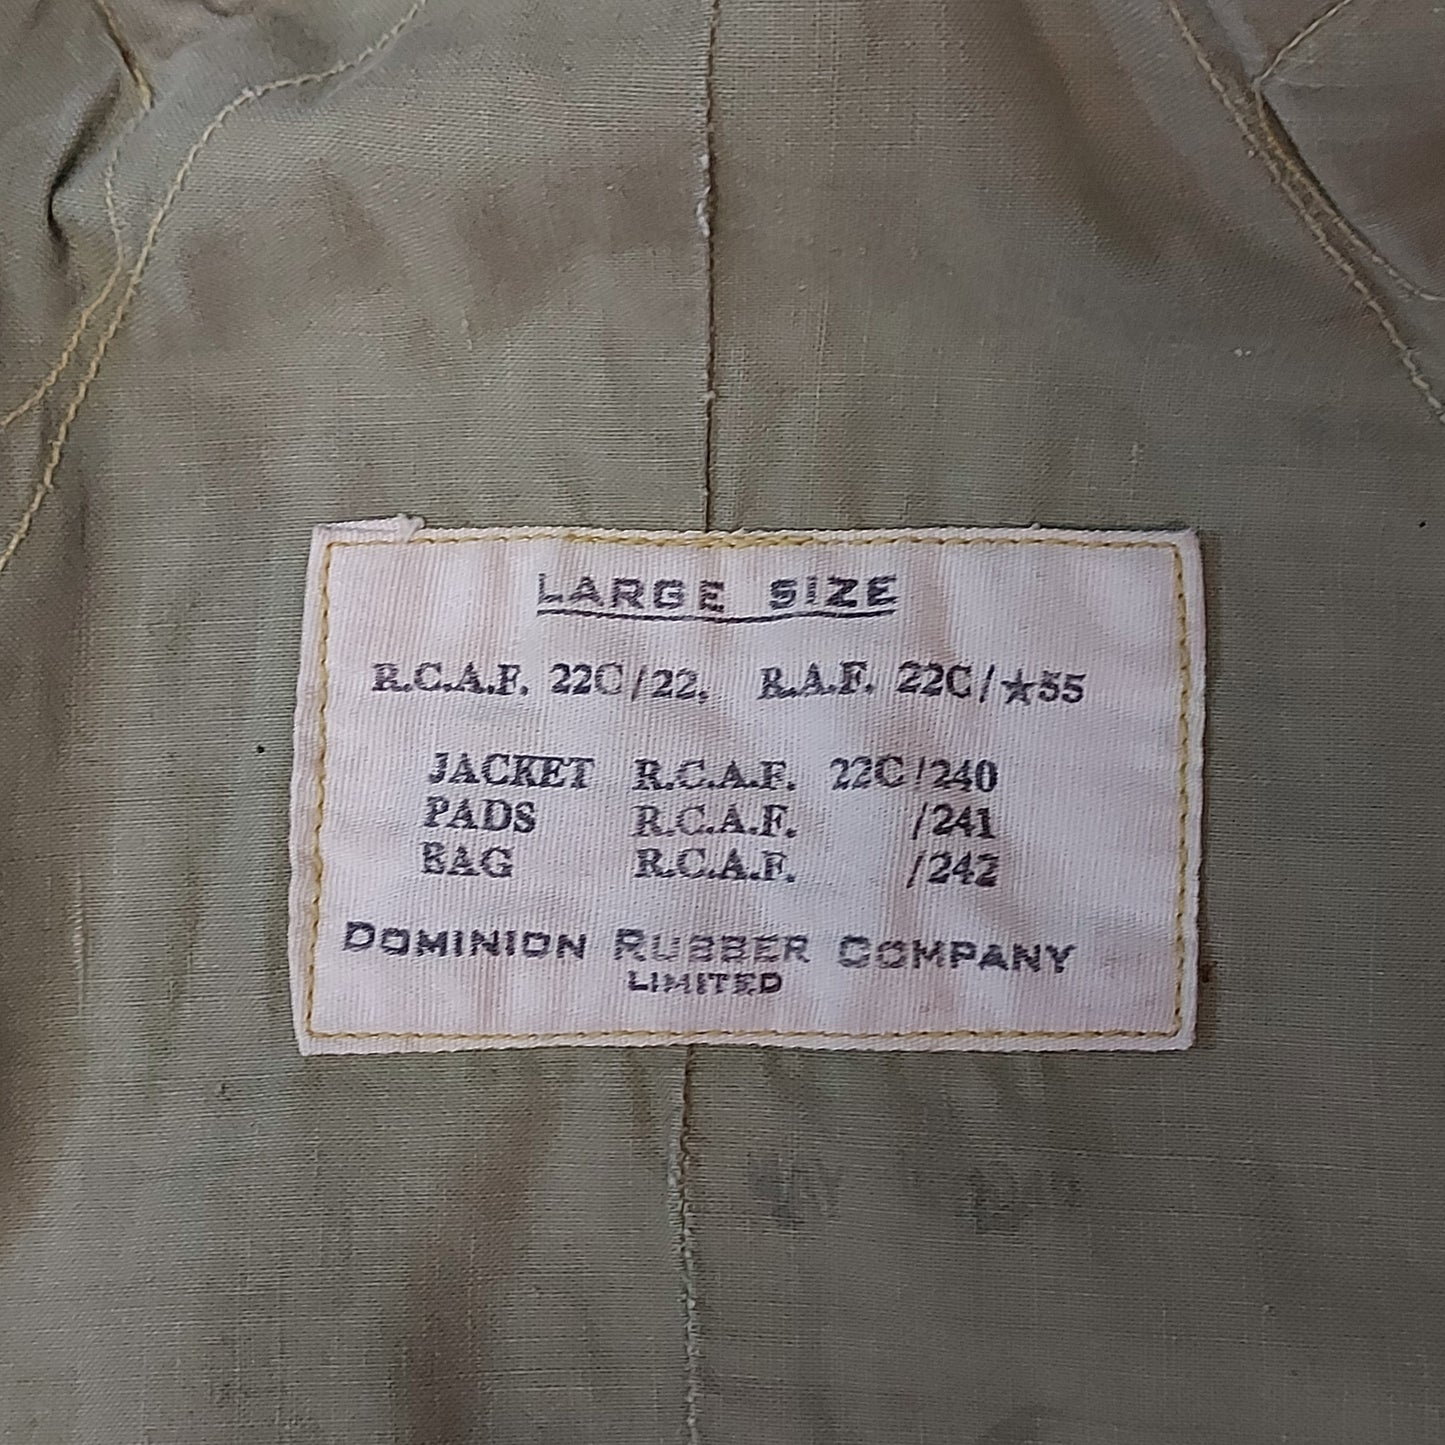 LARGE SIZE
R.C.A.F. 22C/22. R.A.F. 22C/★55
JACKET R.C.A.F. 22C/240
PADS R.C.A.F. /241
BAG R.C.A.F. /242
DOMINION RUBBER COMPANY
LIMITED